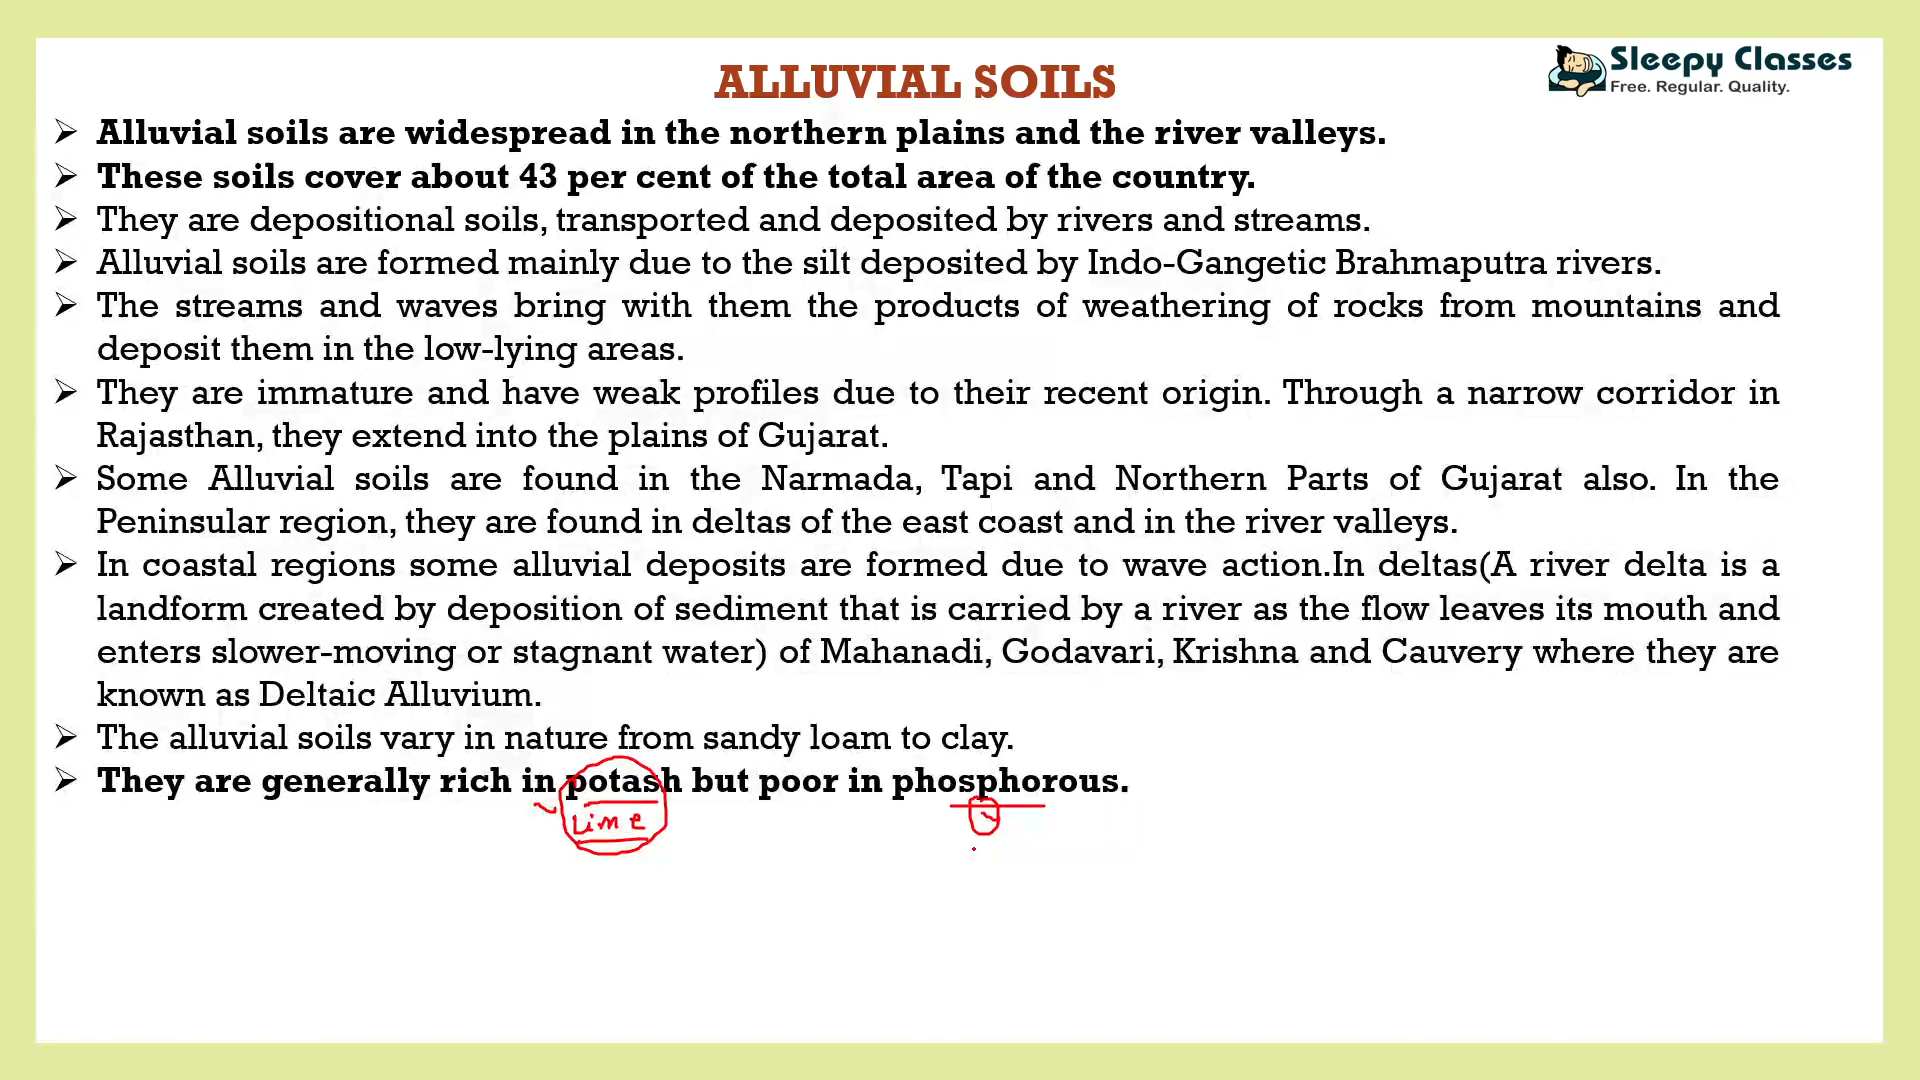 ALLUVIAL SOILS
Sleepy Classes
Free. Regular. Quality.
➢ Alluvial soils are widespread in the northern plains and the river valleys.
➢ These soils cover about 43 per cent of the total area of the country.
➢ They are depositional soils, transported and deposited by rivers and streams.
➢ Alluvial soils are formed mainly due to the silt deposited by Indo-Gangetic Brahmaputra rivers.
➢ The streams and waves bring with them the products of weathering of rocks from mountains and
deposit them in the low-lying areas.
➢ They are immature and have weak profiles due to their recent origin. Through a narrow corridor in
Rajasthan, they extend into the plains of Gujarat.
➢ Some Alluvial soils are found in the Narmada, Tapi and Northern Parts of Gujarat also. In the
Peninsular region, they are found in deltas of the east coast and in the river valleys.
➢ In coastal regions some alluvial deposits are formed due to wave action.In deltas(A river delta is a
landform created by deposition of sediment that is carried by a river as the flow leaves its mouth and
enters slower-moving or stagnant water) of Mahanadi, Godavari, Krishna and Cauvery where they are
known as Deltaic Alluvium.
➢ The alluvial soils vary in nature from sandy loam to clay.
➢ They are generally rich in potash but poor in phosphorous.
Lime